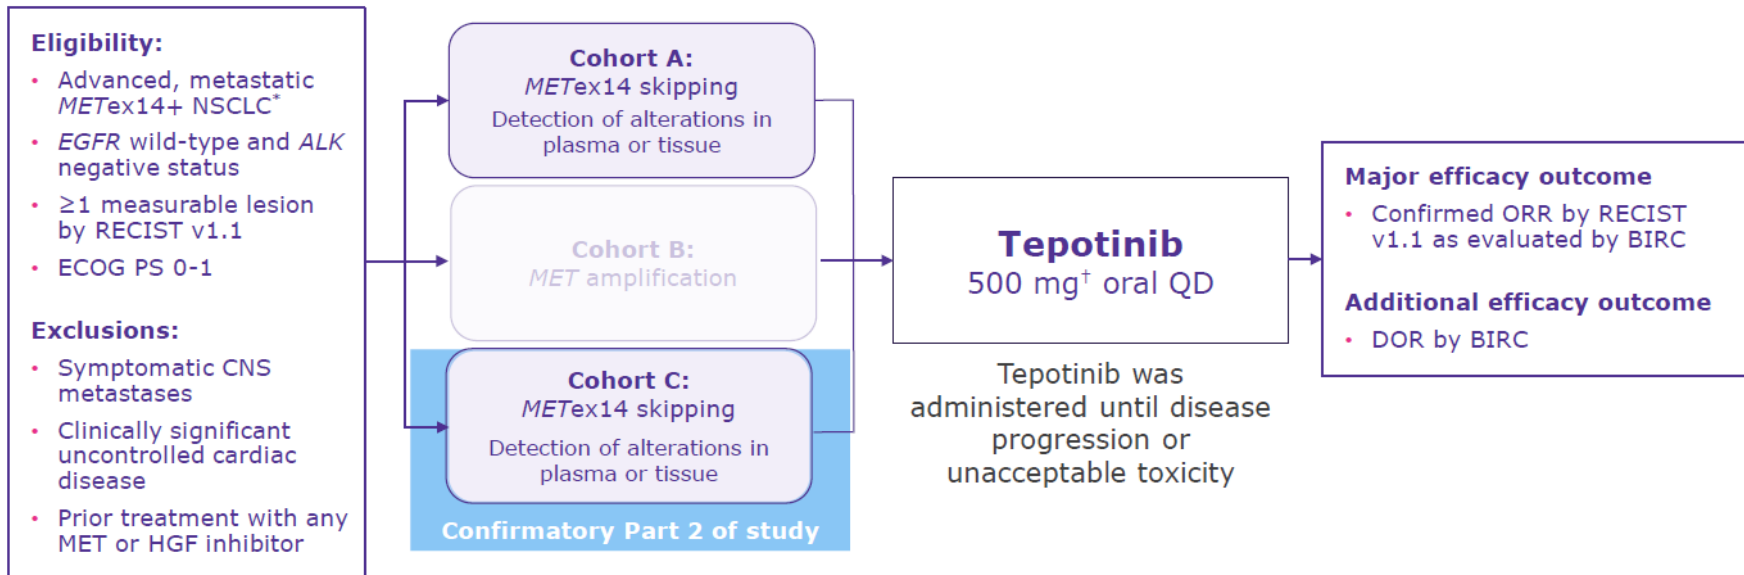 Eligibility:
• Advanced, metastatic
METex14+ NSCLC*
• EGFR wild-type and ALK
negative status
• ≥1 measurable lesion
by RECIST v1.1
• ECOG PS 0-1
Exclusions:
• Symptomatic CNS
metastases
• Clinically significant
uncontrolled cardiac
disease
• Prior treatment with any
MET or HGF inhibitor
Cohort A:
METex14 skipping
Detection of alterations in
plasma or tissue
Cohort B:
MET amplification
Cohort C:
METex14 skipping
Detection of alterations in
plasma or tissue
Confirmatory Part 2 of study
Tepotinib
500 mg† oral QD
Tepotinib was
administered until disease
progression or
unacceptable toxicity
Major efficacy outcome
• Confirmed ORR by RECIST
v1.1 as evaluated by BIRC
Additional efficacy outcome
• DOR by BIRC